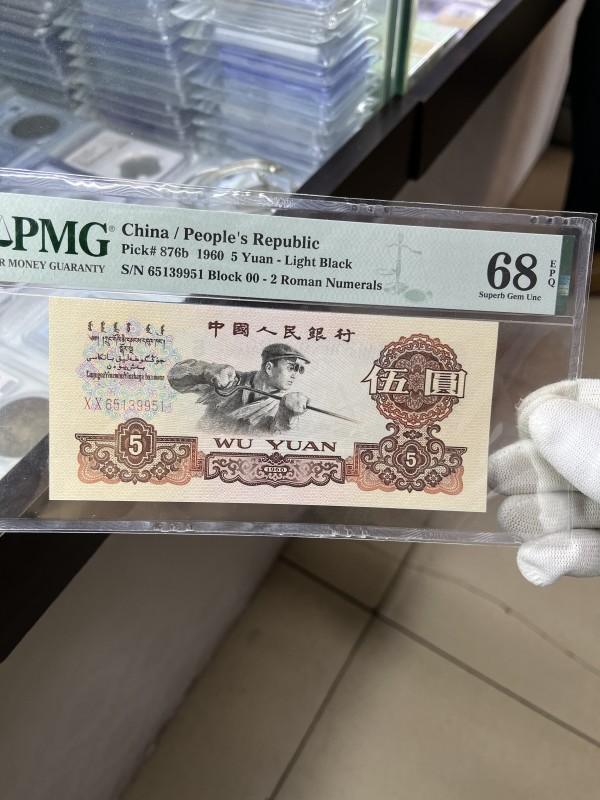 PMG®
MONEY GUARANTY
China / People's Republic
Pick# 876b 1960 5 Yuan - Light Black
S/N 65139951 Block 00 - 2 Roman Numerals
68
EPQ
Superb Gem Unc
中國人民銀行
XX 65139951
伍圓
5
WU YUAN
1960
5